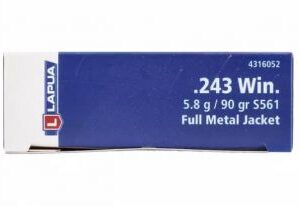 LAPUA
4316052
.243 Win.
5.8 g / 90 gr S561
Full Metal Jacket